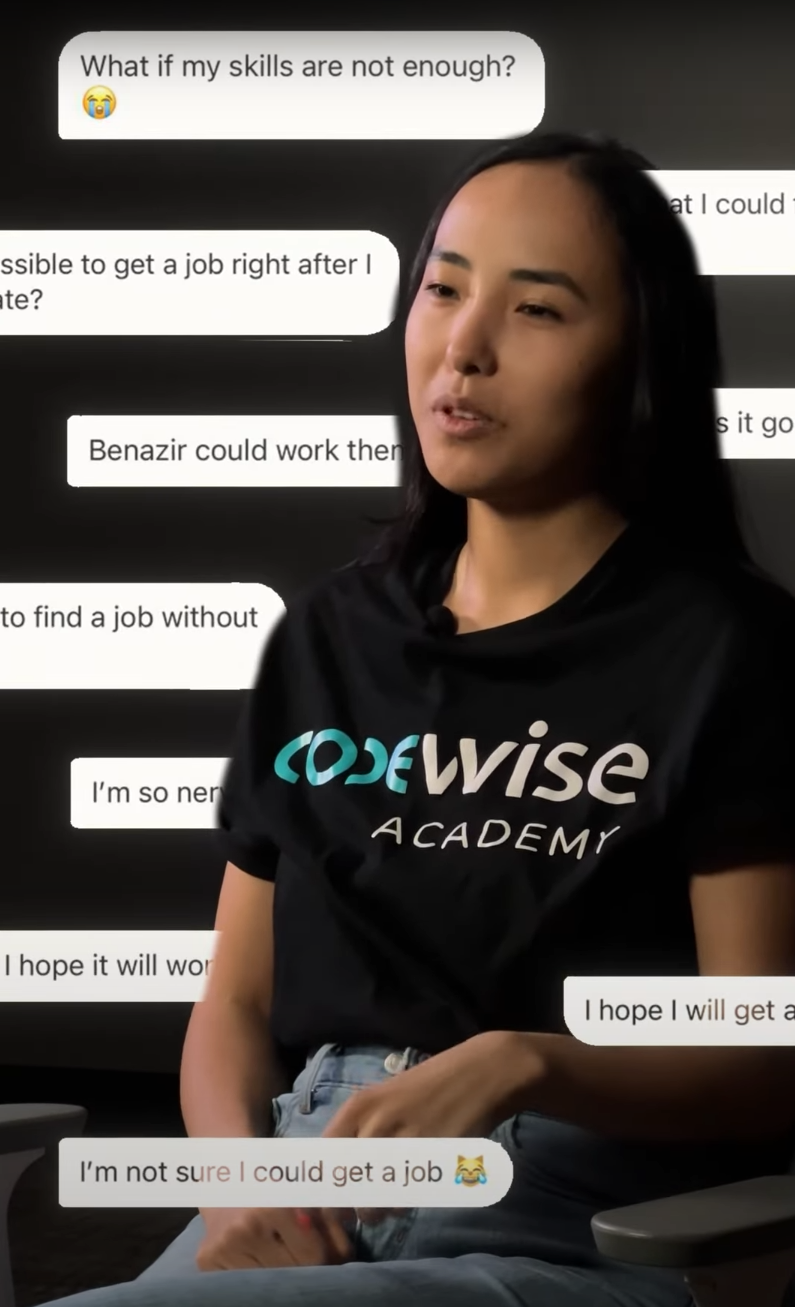 What if my skills are not enough?
😭
at I could
ssible to get a job right after I
ate?
s it go
Benazir could work then
to find a job without
I'm so ner
CODEWise
ACADEMY
I hope it will wor
I hope I will get a
I'm not sure I could get a job 😹